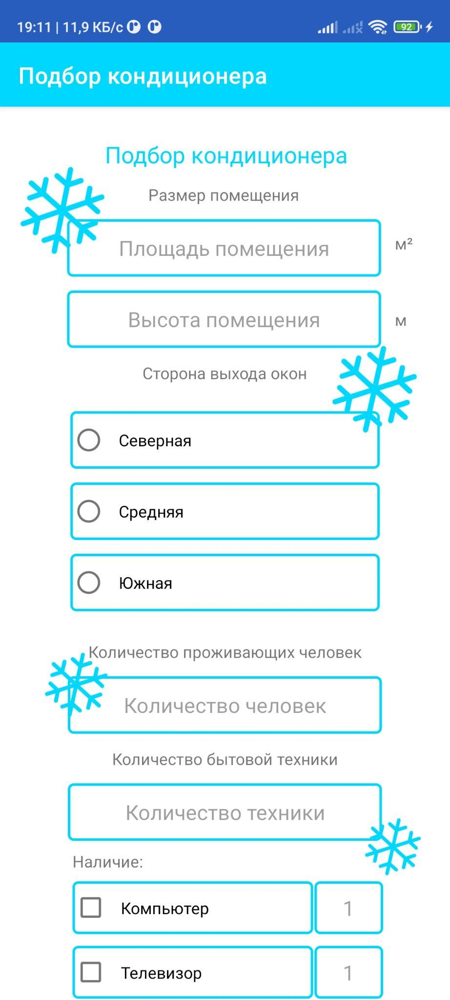 19:11 | 11,9 КБ/с
92
Подбор кондиционера
Подбор кондиционера
Размер помещения
Площадь помещения м²
Высота помещения м
Сторона выхода окон
Северная
Средняя
Южная
Количество проживающих человек
Количество человек
Количество бытовой техники
Количество техники
Наличие:
Компьютер 1
Телевизор 1